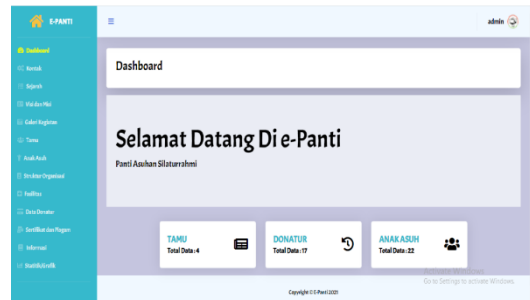 E-PANTI
admin
Dashboard
Kontak
Sejarah
Visi dan Misi
Galeri Kegiatan
Tamu
Anak Asuh
Struktur Organisasi
Fasilitas
Data Donatur
Sertifikat dan Piagam
Informasi
Statistik/Grafik
Dashboard
Selamat Datang Di e-Panti
Panti Asuhan Silaturrahmi
TAMU
Total Data : 4
DONATUR
Total Data : 17
ANAK ASUH
Total Data : 22
Activate Windows
Go to Settings to activate Windows.
Copyright © E-Panti 2021